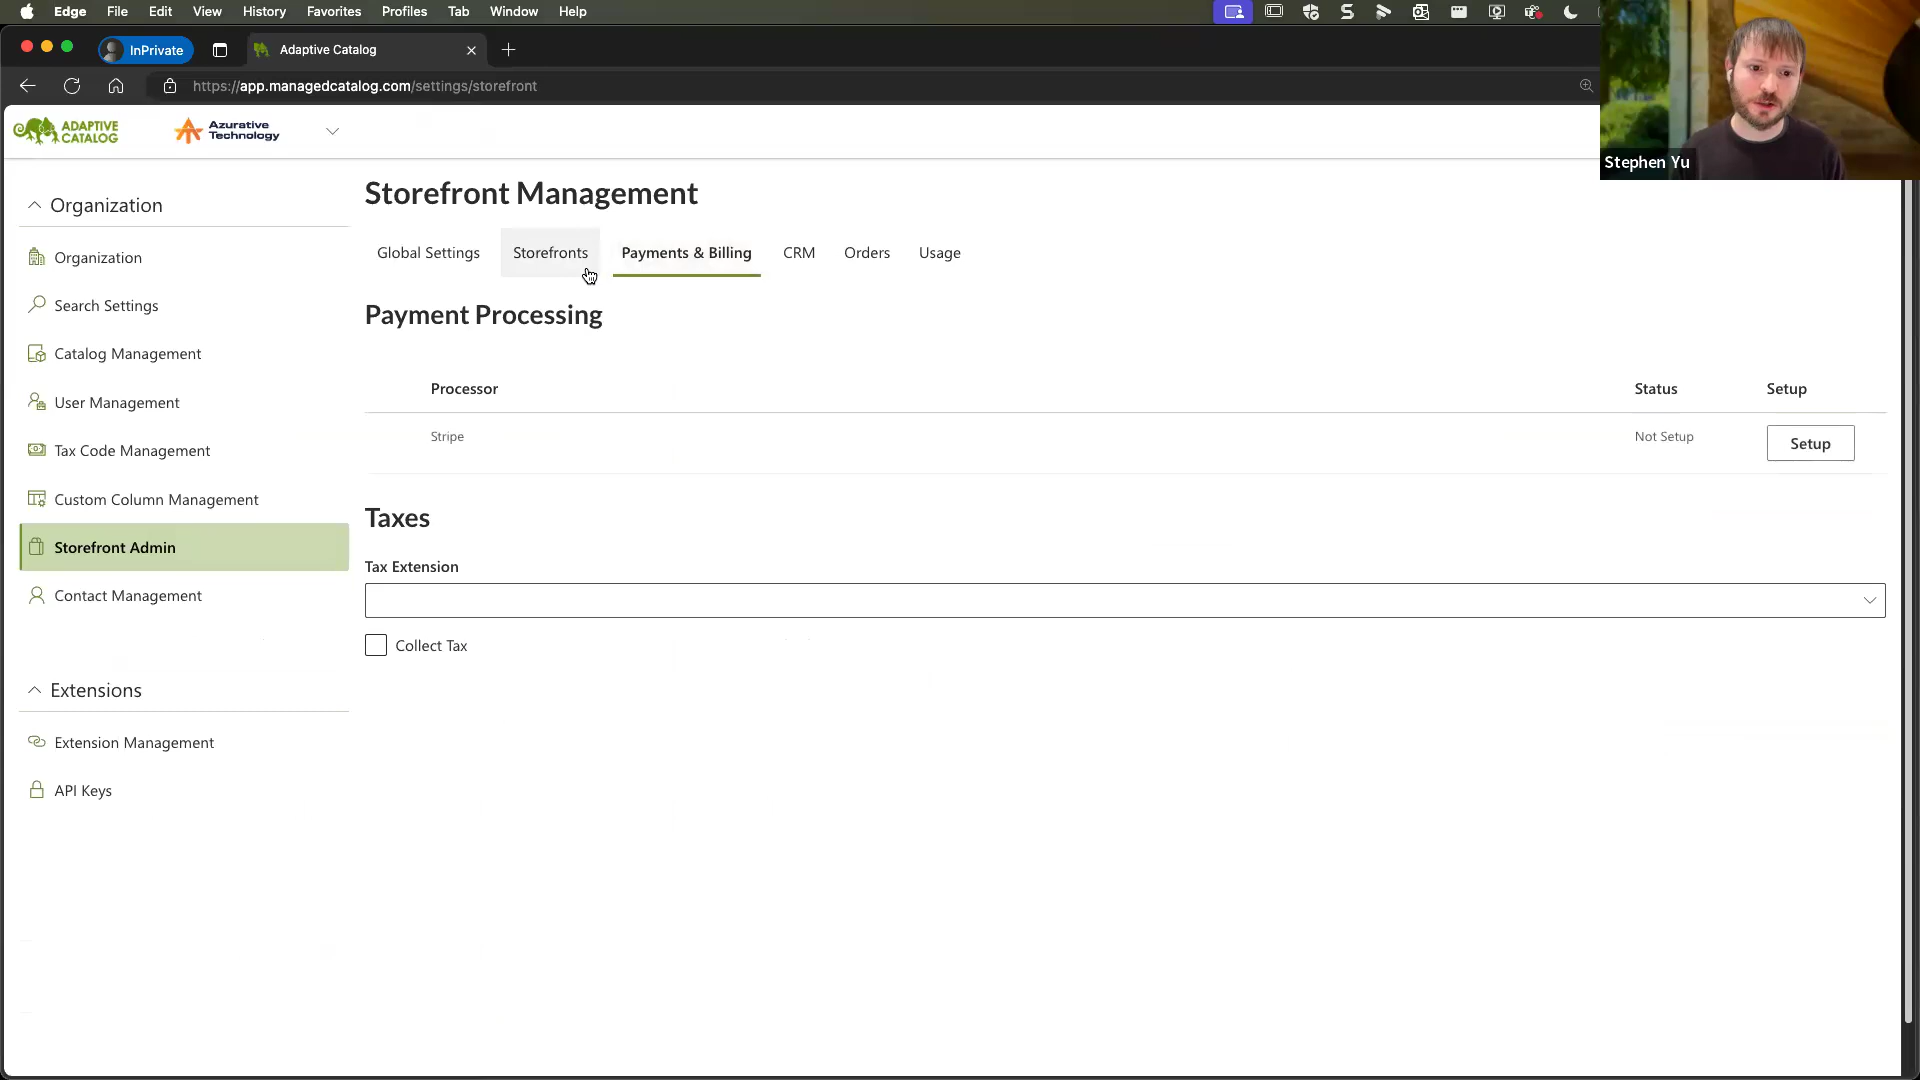 Edge File Edit View History Favorites Profiles Tab Window Help
InPrivate
Adaptive Catalog
https://app.managedcatalog.com/settings/storefront
ADAPTIVE
CATALOG
Azurative
Technology
Stephen Yu
Organization
Organization
Search Settings
Catalog Management
User Management
Tax Code Management
Custom Column Management
Storefront Admin
Contact Management
Extensions
Extension Management
API Keys
Storefront Management
Global Settings Storefronts Payments & Billing CRM Orders Usage
Payment Processing
Processor Status Setup
Stripe Not Setup Setup
Taxes
Tax Extension
Collect Tax